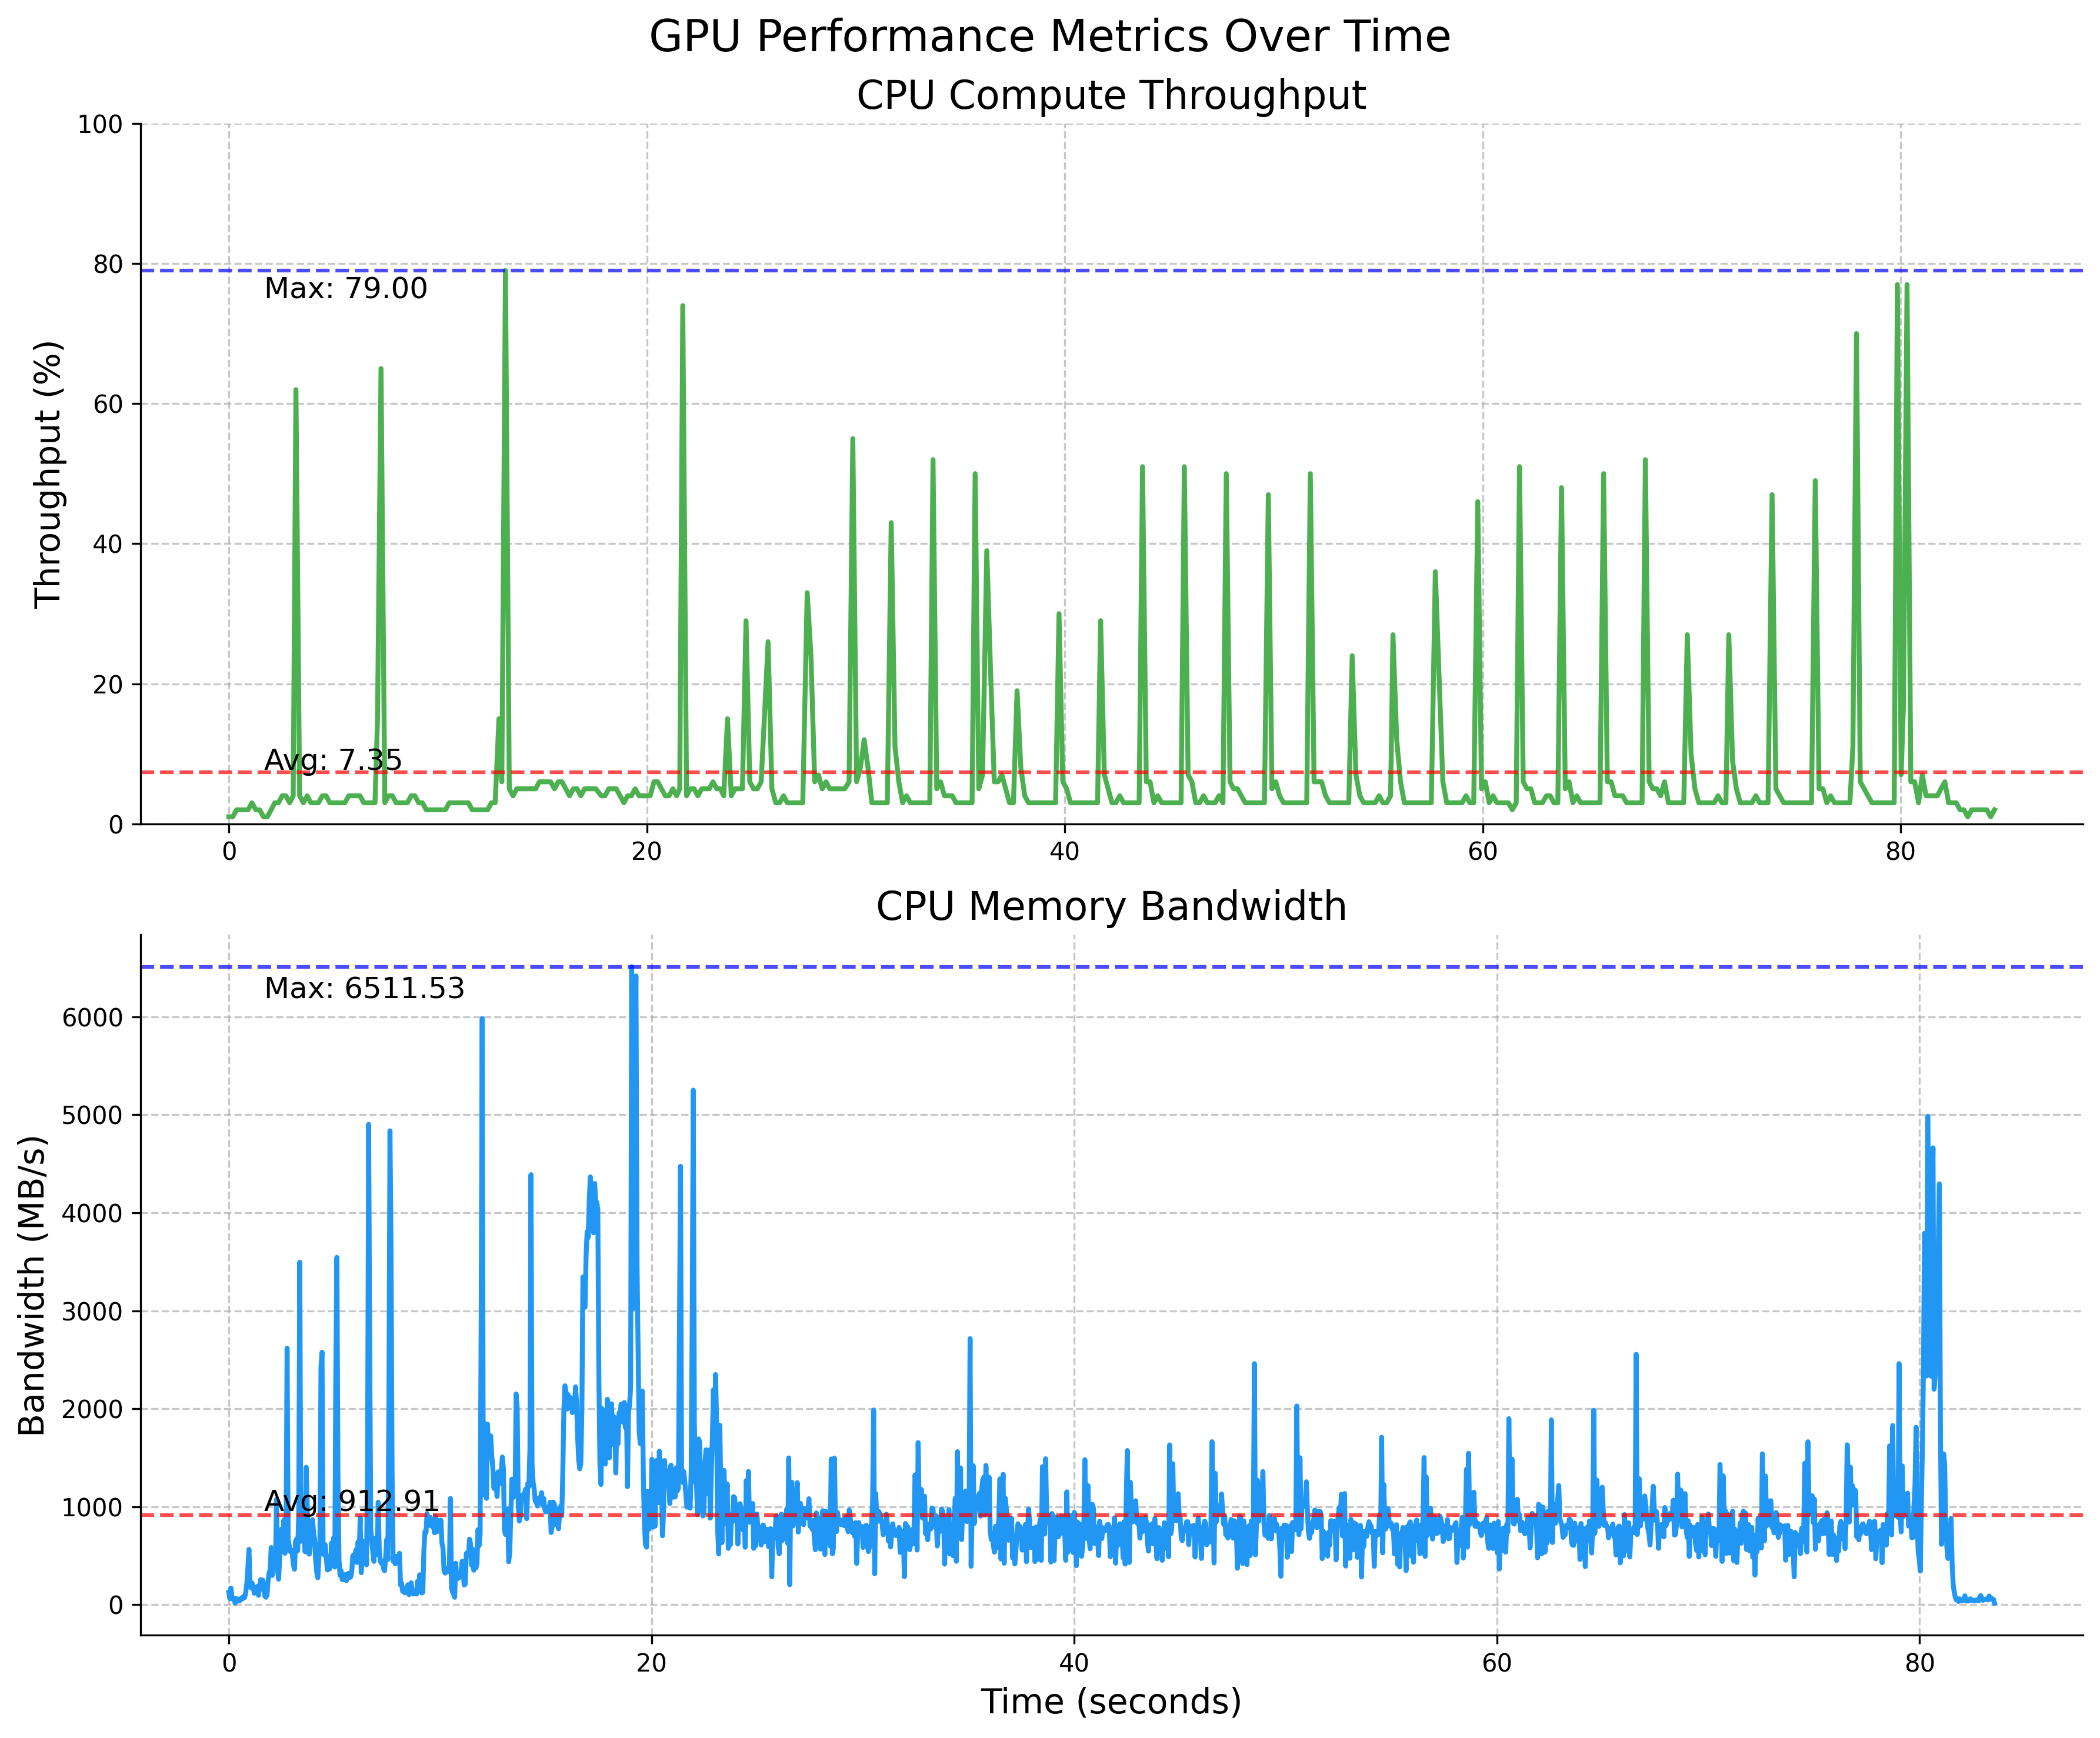 GPU Performance Metrics Over Time
CPU Compute Throughput
Throughput (%)
100
80
60
40
20
0
Max: 79.00
Avg: 7.35
0 20 40 60 80
CPU Memory Bandwidth
Bandwidth (MB/s)
6000
5000
4000
3000
2000
1000
0
Max: 6511.53
Avg: 912.91
0 20 40 60 80
Time (seconds)